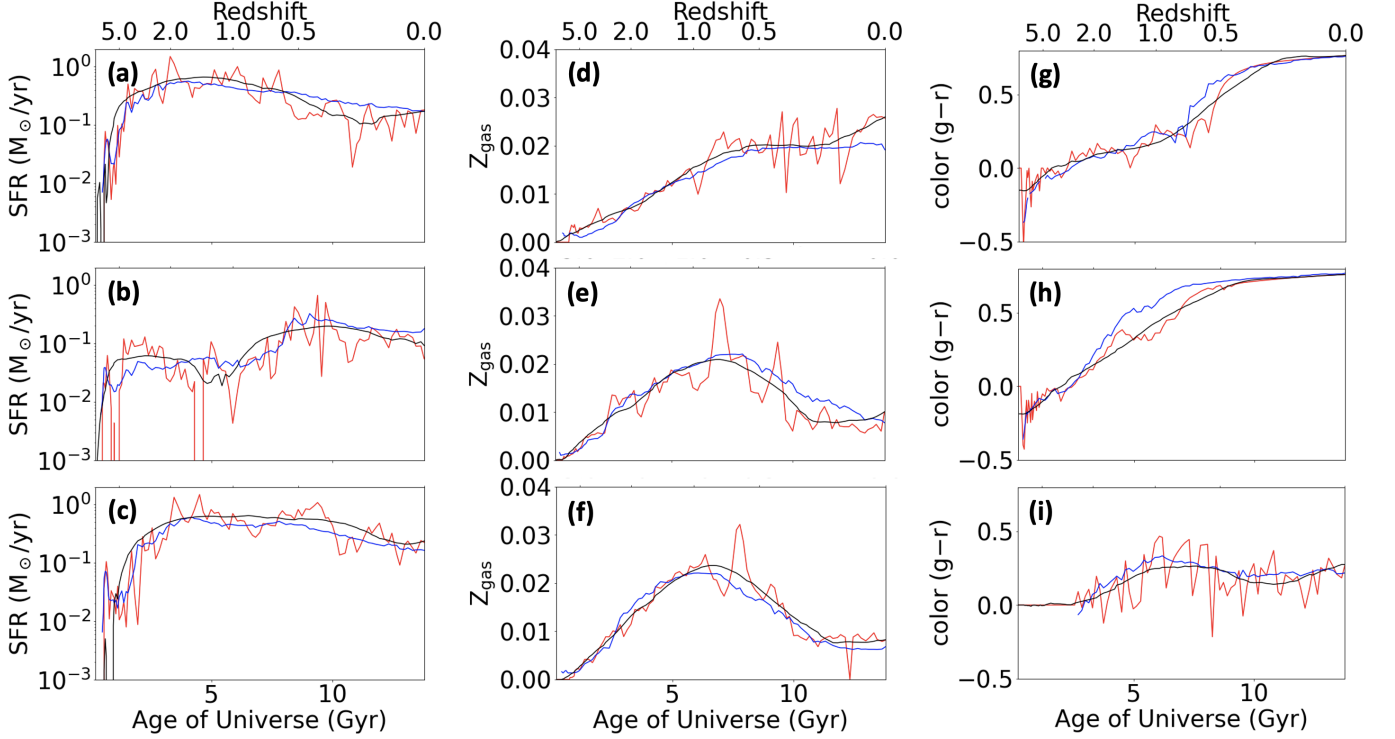 Redshift Redshift Redshift
5.0 2.0 1.0 0.5 0.0 5.0 2.0 1.0 0.5 0.0 5.0 2.0 1.0 0.5 0.0
(a)
SFR (M⊙/yr)
10⁰
10⁻¹
10⁻²
10⁻³
(d)
Z_gas
0.04
0.03
0.02
0.01
0.00
(g)
color (g−r)
0.5
0.0
−0.5
(b)
SFR (M⊙/yr)
10⁰
10⁻¹
10⁻²
10⁻³
(e)
Z_gas
0.04
0.03
0.02
0.01
0.00
(h)
color (g−r)
0.5
0.0
−0.5
(c)
SFR (M⊙/yr)
10⁰
10⁻¹
10⁻²
10⁻³
(f)
Z_gas
0.04
0.03
0.02
0.01
0.00
(i)
color (g−r)
0.5
0.0
−0.5
5 10 5 10 5 10
Age of Universe (Gyr) Age of Universe (Gyr) Age of Universe (Gyr)